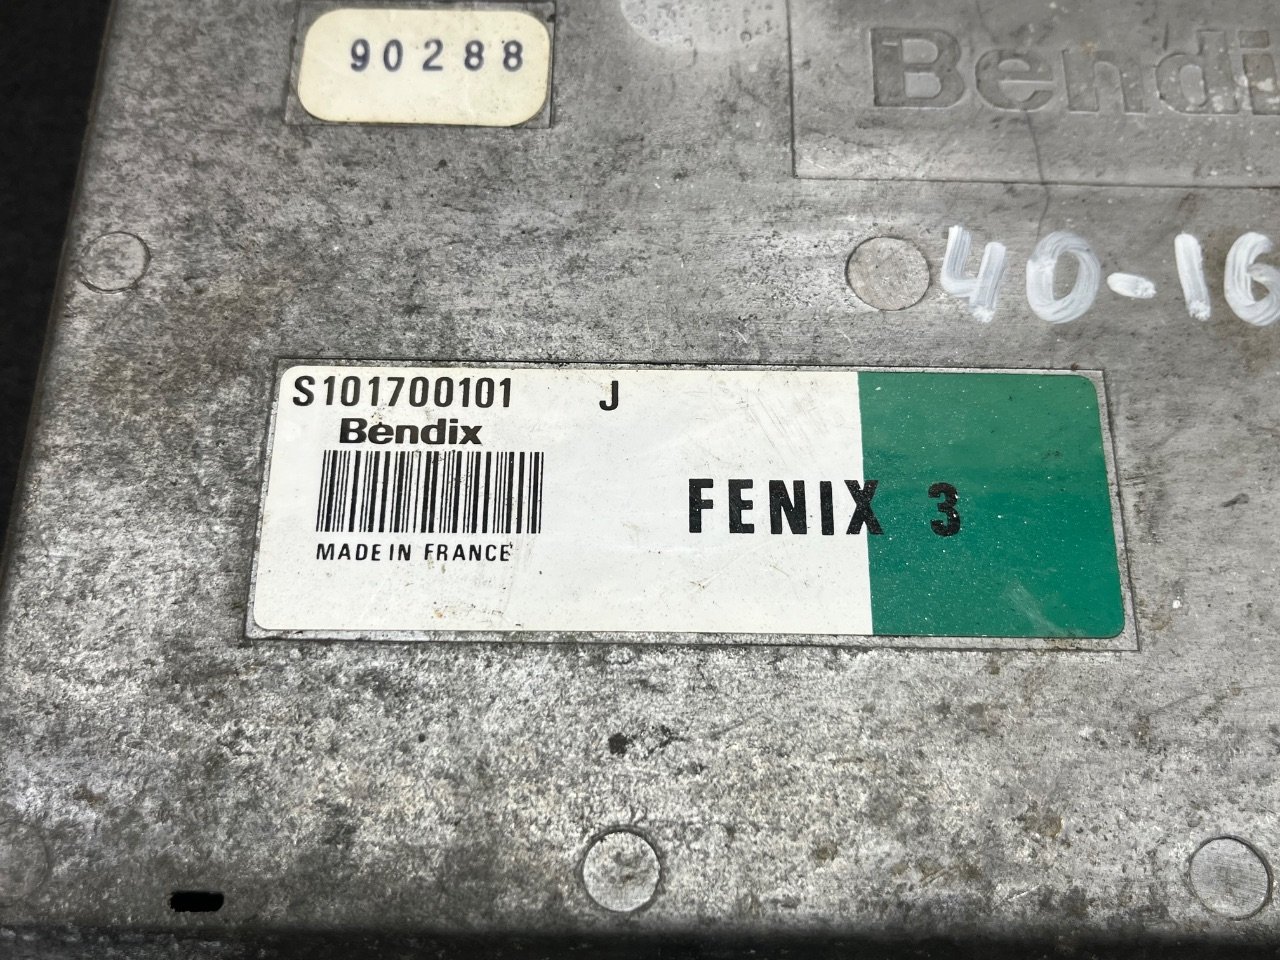 90288
Bendi
40-16
S101700101 J
Bendix
FENIX 3
MADE IN FRANCE